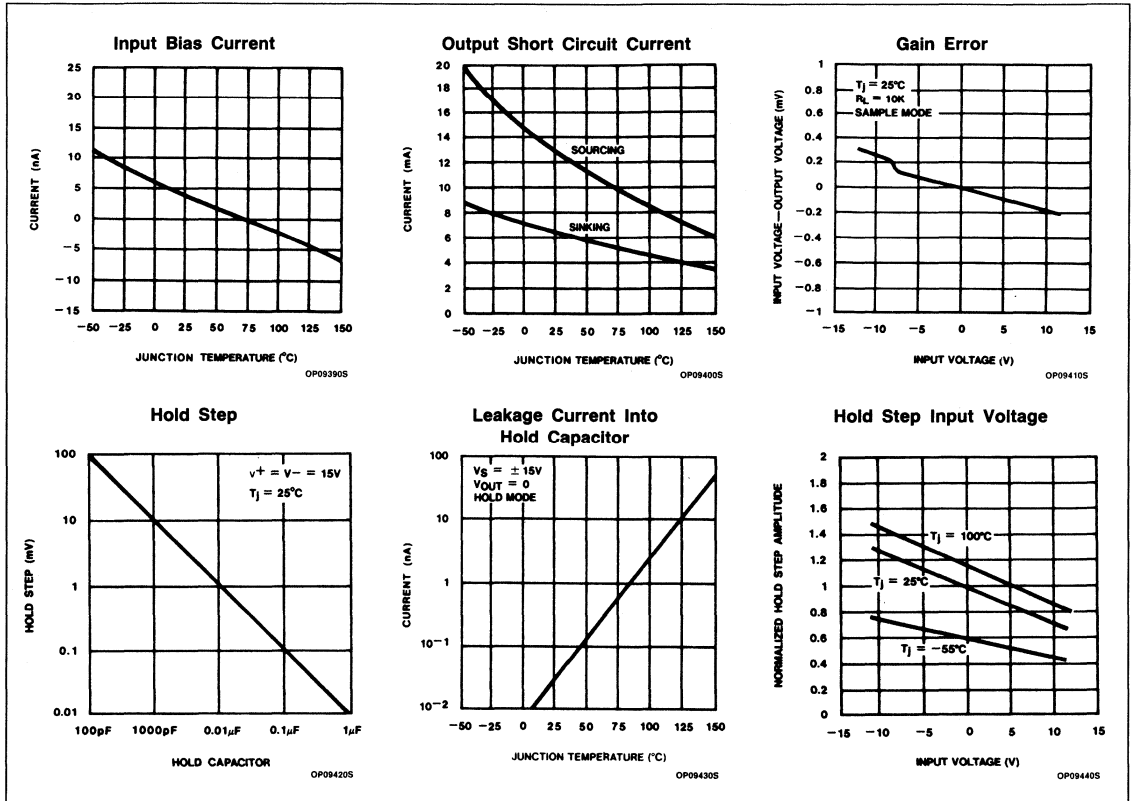 Input Bias Current
25
20
15
10
5
0
−5
−10
−15
CURRENT (nA)
−50 −25 0 25 50 75 100 125 150
JUNCTION TEMPERATURE (°C)
OP09390S
Output Short Circuit Current
20
18
16
14
12
10
8
6
4
2
0
CURRENT (mA)
SOURCING
SINKING
−50 −25 0 25 50 75 100 125 150
JUNCTION TEMPERATURE (°C)
OP09400S
Gain Error
1
0.8
0.6
0.4
0.2
0
−0.2
−0.4
−0.6
−0.8
−1
INPUT VOLTAGE—OUTPUT VOLTAGE (mV)
Tj = 25°C
RL = 10K
SAMPLE MODE
−15 −10 −5 0 5 10 15
INPUT VOLTAGE (V)
OP09410S
Hold Step
100
10
1
0.1
0.01
HOLD STEP (mV)
V+ = V− = 15V
Tj = 25°C
100pF 1000pF 0.01µF 0.1µF 1µF
HOLD CAPACITOR
OP09420S
Leakage Current Into
Hold Capacitor
100
10
1
10−1
10−2
CURRENT (nA)
VS = ± 15V
VOUT = 0
HOLD MODE
−50 −25 0 25 50 75 100 125 150
JUNCTION TEMPERATURE (°C)
OP09430S
Hold Step Input Voltage
2
1.8
1.6
1.4
1.2
1
0.8
0.6
0.4
0.2
0
NORMALIZED HOLD STEP AMPLITUDE
Tj = 100°C
Tj = 25°C
Tj = −55°C
−15 −10 −5 0 5 10 15
INPUT VOLTAGE (V)
OP09440S